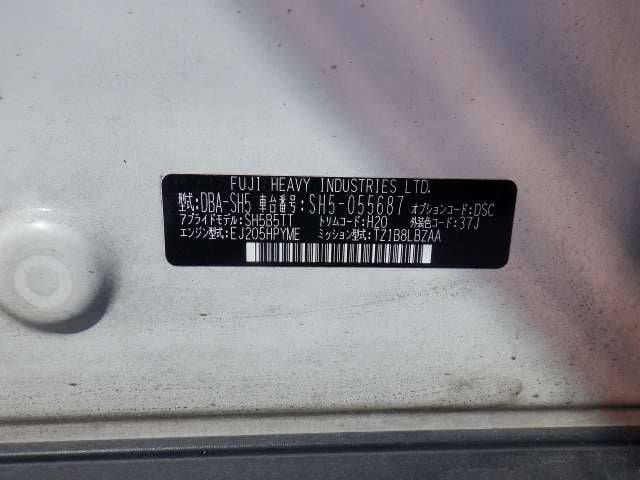 FUJI HEAVY INDUSTRIES LTD.
型式:DBA-SH5 車台番号:SH5-055687 オプションコード:DSC
アプライドモデル:SH5B5TT トリムコード:H20 外装色コード:37J
エンジン型式:EJ205HPYME ミッション型式:TZ1B8LBZAA